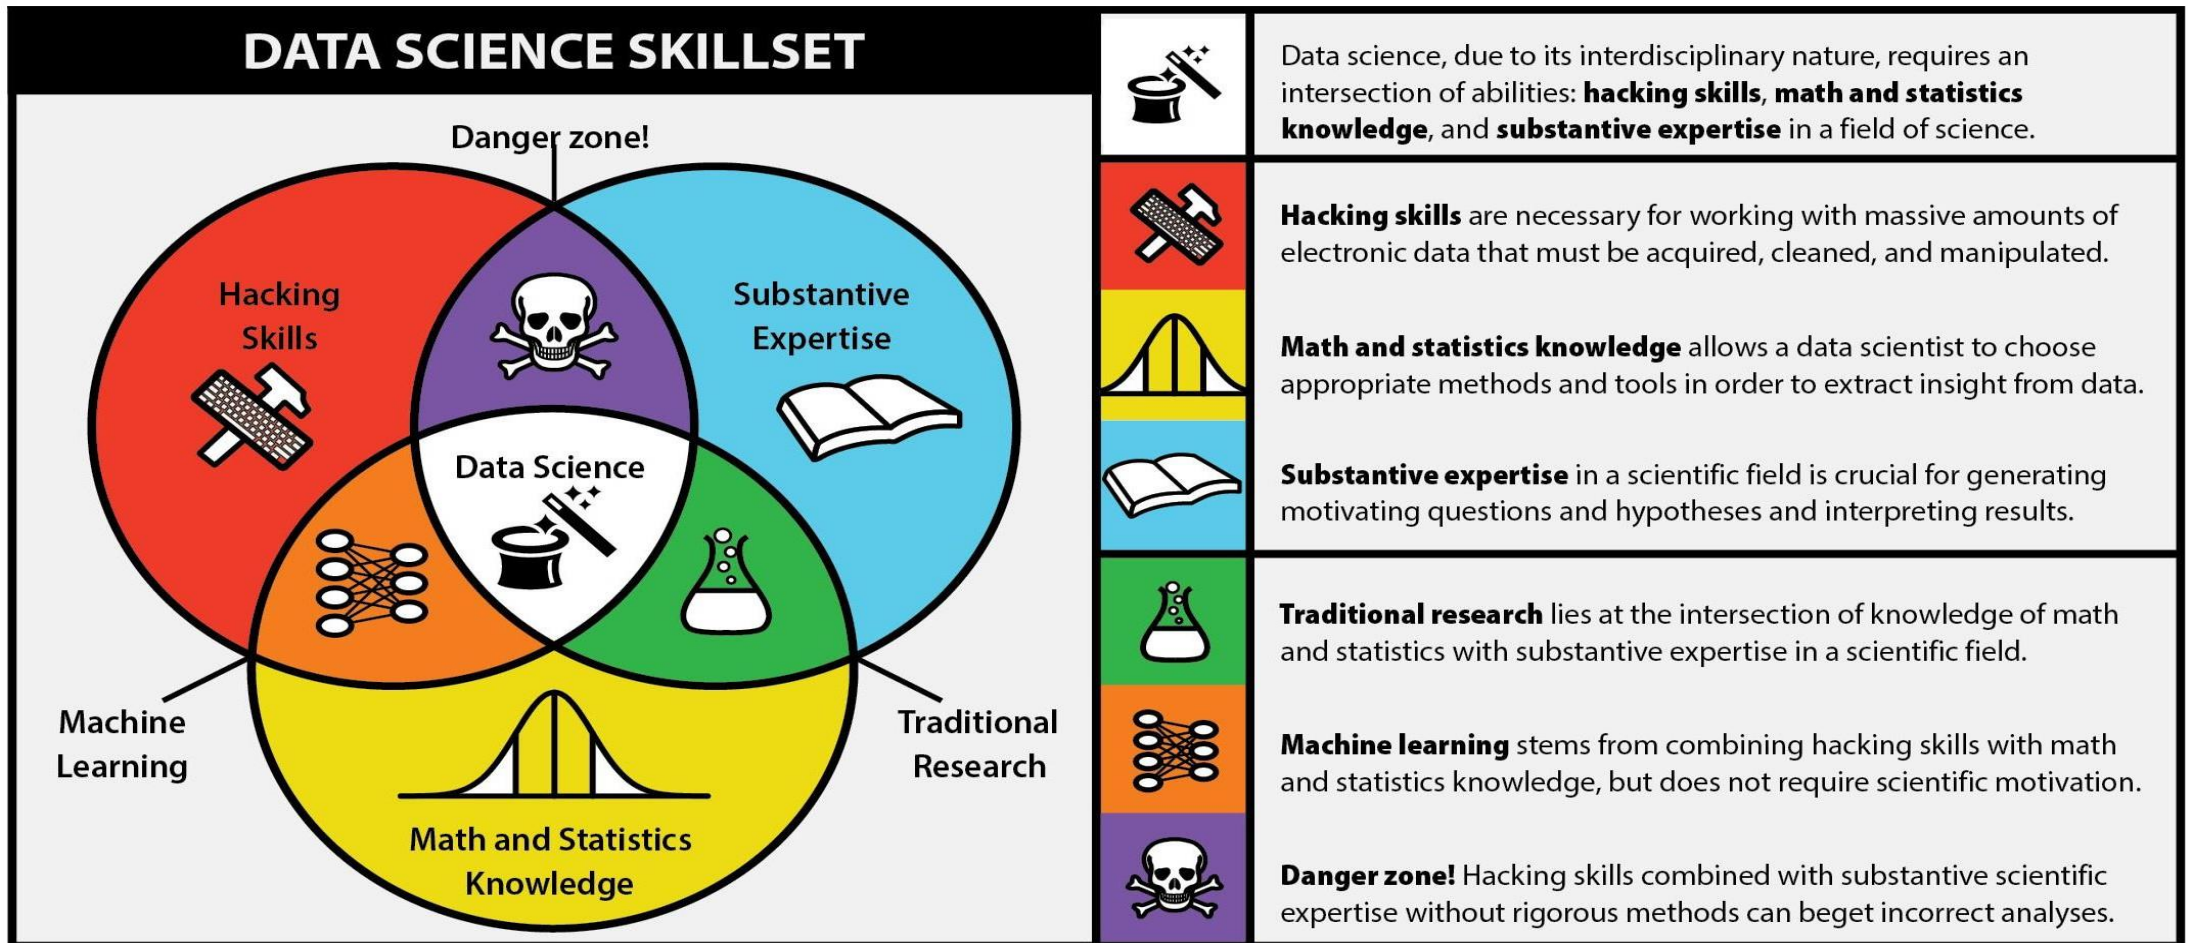 DATA SCIENCE SKILLSET
Danger zone!
Hacking
Skills
Substantive
Expertise
Data Science
Machine
Learning
Traditional
Research
Math and Statistics
Knowledge
Data science, due to its interdisciplinary nature, requires an
intersection of abilities: hacking skills, math and statistics
knowledge, and substantive expertise in a field of science.
Hacking skills are necessary for working with massive amounts of
electronic data that must be acquired, cleaned, and manipulated.
Math and statistics knowledge allows a data scientist to choose
appropriate methods and tools in order to extract insight from data.
Substantive expertise in a scientific field is crucial for generating
motivating questions and hypotheses and interpreting results.
Traditional research lies at the intersection of knowledge of math
and statistics with substantive expertise in a scientific field.
Machine learning stems from combining hacking skills with math
and statistics knowledge, but does not require scientific motivation.
Danger zone! Hacking skills combined with substantive scientific
expertise without rigorous methods can beget incorrect analyses.